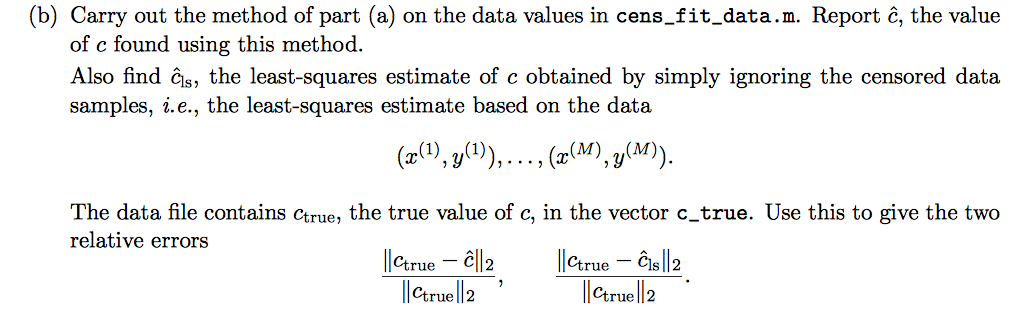 (b) Carry out the method of part (a) on the data values in cens_fit_data.m. Report ĉ, the value
of c found using this method.
Also find ĉls, the least-squares estimate of c obtained by simply ignoring the censored data
samples, i.e., the least-squares estimate based on the data
(x(1), y(1)), . . . , (x(M), y(M)).
The data file contains ctrue, the true value of c, in the vector c_true. Use this to give the two
relative errors
‖ctrue − ĉ‖2 / ‖ctrue‖2, ‖ctrue − ĉls‖2 / ‖ctrue‖2.